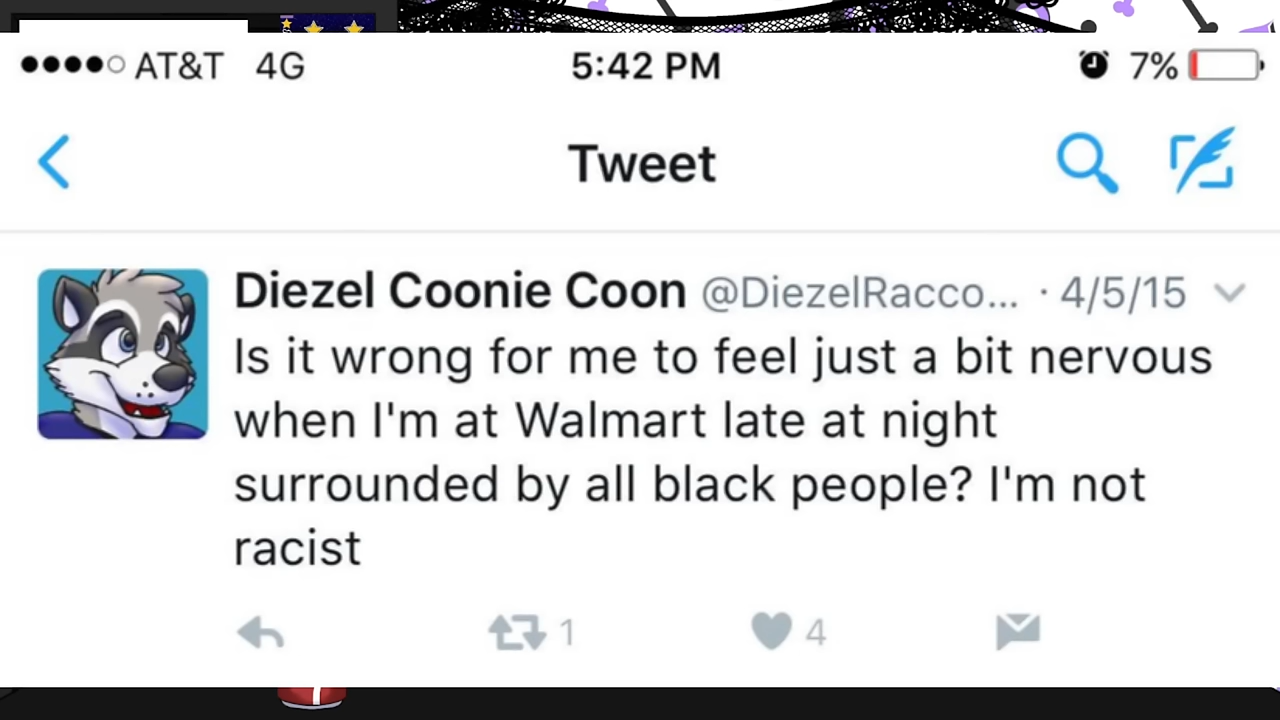 AT&T 4G 5:42 PM 7%
Tweet
Diezel Coonie Coon @DiezelRacco... · 4/5/15
Is it wrong for me to feel just a bit nervous
when I'm at Walmart late at night
surrounded by all black people? I'm not
racist
1 4